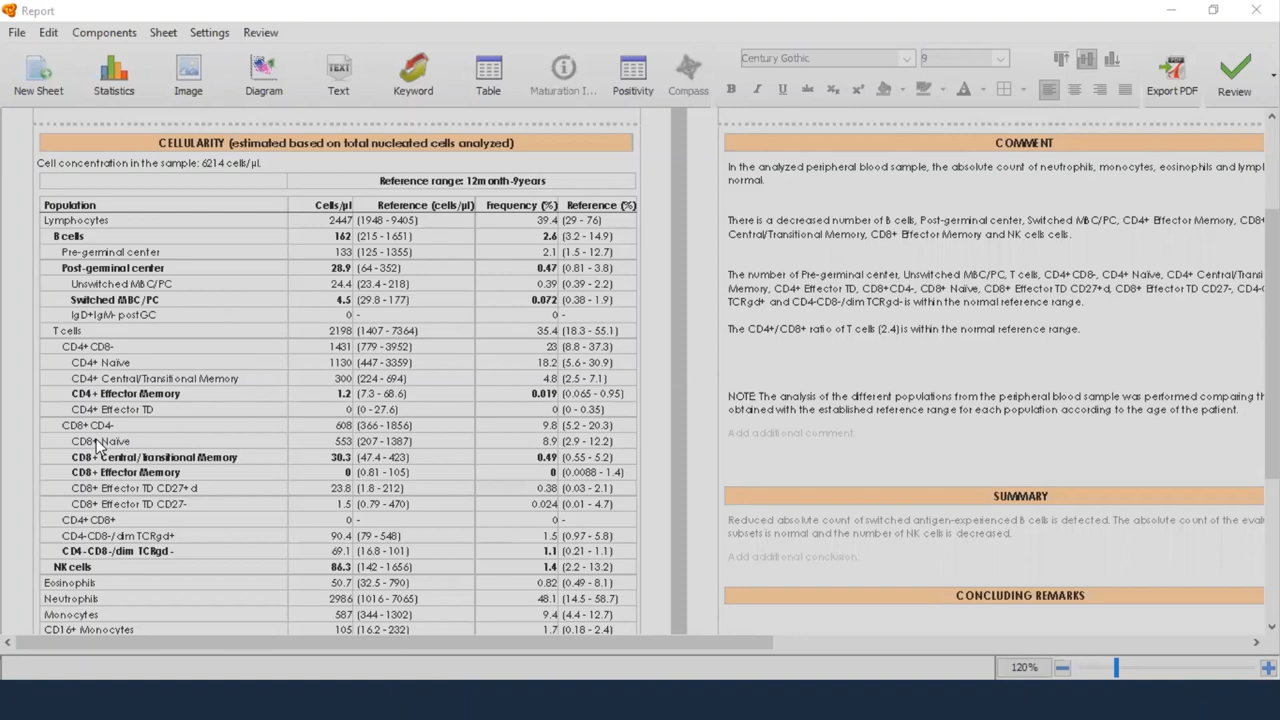 Report
File Edit Components Sheet Settings Review
New Sheet Statistics Image Diagram Text Keyword Table Maturation I... Positivity Compass Export PDF Review
TEXT
Century Gothic 9
CELLULARITY (estimated based on total nucleated cells analyzed)
Cell concentration in the sample: 6214 cells/µl.
Reference range: 12month-9years
Population Cells/µl Reference (cells/µl) Frequency (%) Reference (%)
Lymphocytes 2447 (1948 - 9405) 39.4 (29 - 76)
B cells 162 (215 - 1651) 2.6 (3.2 - 14.9)
Pre-germinal center 133 (125 - 1355) 2.1 (1.5 - 12.7)
Post-germinal center 28.9 (64 - 352) 0.47 (0.81 - 3.8)
Unswitched MBC/PC 24.4 (23.4 - 218) 0.39 (0.39 - 2.2)
Switched MBC/PC 4.5 (29.8 - 177) 0.072 (0.38 - 1.9)
IgD+IgM- postGC 0 - 0 -
T cells 2198 (1407 - 7364) 35.4 (18.3 - 55.1)
CD4+CD8- 1431 (779 - 3952) 23 (8.8 - 37.3)
CD4+ Naïve 1130 (447 - 3359) 18.2 (5.6 - 30.9)
CD4+ Central/Transitional Memory 300 (224 - 694) 4.8 (2.5 - 7.1)
CD4+ Effector Memory 1.2 (7.3 - 68.6) 0.019 (0.065 - 0.95)
CD4+ Effector TD 0 (0 - 27.6) 0 (0 - 0.35)
CD8+CD4- 608 (366 - 1856) 9.8 (5.2 - 20.3)
CD8+ Naïve 553 (207 - 1387) 8.9 (2.9 - 12.2)
CD8+ Central/Transitional Memory 30.3 (47.4 - 423) 0.49 (0.55 - 5.2)
CD8+ Effector Memory 0 (0.81 - 105) 0 (0.0088 - 1.4)
CD8+ Effector TD CD27+d 23.8 (1.8 - 212) 0.38 (0.03 - 2.1)
CD8+ Effector TD CD27- 1.5 (0.79 - 470) 0.024 (0.01 - 4.7)
CD4+CD8+ 0 - 0 -
CD4-CD8-/dim TCRgd+ 90.4 (79 - 548) 1.5 (0.97 - 5.8)
CD4-CD8-/dim TCRgd - 69.1 (16.8 - 101) 1.1 (0.21 - 1.1)
NK cells 86.3 (142 - 1656) 1.4 (2.2 - 13.2)
Eosinophils 50.7 (32.5 - 790) 0.82 (0.49 - 8.1)
Neutrophils 2986 (1016 - 7065) 48.1 (14.5 - 58.7)
Monocytes 587 (344 - 1302) 9.4 (4.4 - 12.7)
CD16+ Monocytes 105 (16.2 - 232) 1.7 (0.18 - 2.4)
COMMENT
In the analyzed peripheral blood sample, the absolute count of neutrophils, monocytes, eosinophils and lympl
normal.
There is a decreased number of B cells, Post-germinal center, Switched MBC/PC, CD4+ Effector Memory, CD8+
Central/Transitional Memory, CD8+ Effector Memory and NK cells cells.
The number of Pre-germinal center, Unswitched MBC/PC, T cells, CD4+CD8-, CD4+ Naïve, CD4+ Central/Transi
Memory, CD4+ Effector TD, CD8+CD4-, CD8+ Naïve, CD8+ Effector TD CD27+d, CD8+ Effector TD CD27-, CD4-
TCRgd+ and CD4-CD8-/dim TCRgd- is within the normal reference range.
The CD4+/CD8+ ratio of T cells (2.4) is within the normal reference range.
NOTE: The analysis of the different populations from the peripheral blood sample was performed comparing th
obtained with the established reference range for each population according to the age of the patient.
Add additional comment:
SUMMARY
Reduced absolute count of switched antigen-experienced B cells is detected. The absolute count of the eval
subsets is normal and the number of NK cells is decreased.
Add additional conclusion:
CONCLUDING REMARKS
120%